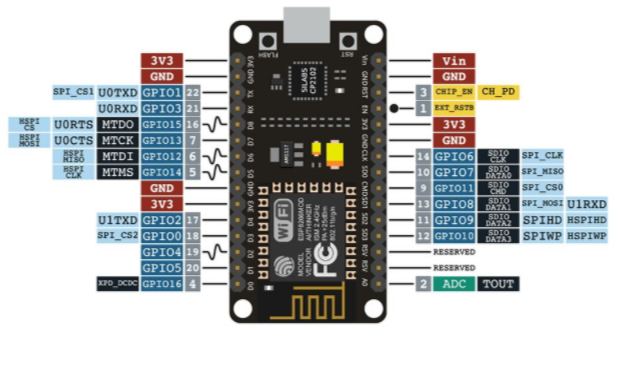 FLASH RST
3V3 3V3 Vin Vin
GND GND GND GND
SPI_CS1 U0TXD GPIO1 22 TX SILABS CP2102 RST 3 CHIP_EN CH_PD
U0RXD GPIO3 21 RX EN 1 EXT_RSTB
HSPI CS U0RTS MTDO GPIO15 16 D8 3V3 3V3
HSPI MOSI U0CTS MTCK GPIO13 7 D7 GND GND
HSPI MISO MTDI GPIO12 6 D6 AM1117 CLK 14 GPIO6 SDIO CLK SPI_CLK
HSPI CLK MTMS GPIO14 5 D5 SD0 10 GPIO7 SDIO DATA0 SPI_MISO
GND GND CMD 9 GPIO11 SDIO CMD SPI_CS0
3V3 3V3 SD1 13 GPIO8 SDIO DATA1 SPI_MOSI U1RXD
U1TXD GPIO2 17 D4 SD2 11 GPIO9 SDIO DATA2 SPIHD HSPIHD
SPI_CS2 GPIO0 18 D3 SD3 12 GPIO10 SDIO DATA3 SPIWP HSPIWP
GPIO4 19 D2 RSV RESERVED
GPIO5 20 D1 RSV RESERVED
XPD_DCDC GPIO16 4 D0 A0 2 ADC TOUT
WiFi
MODEL ESP8266MOD
VENDOR AITHINKER
ISM 2.4GHz
PA +25dBm
802.11b/g/n
FC